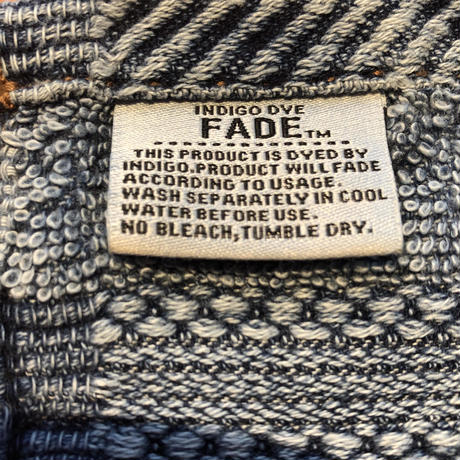 INDIGO DYE
FADE™
THIS PRODUCT IS DYED BY
INDIGO.PRODUCT WILL FADE
ACCORDING TO USAGE.
WASH SEPARATELY IN COOL
WATER BEFORE USE.
NO BLEACH,TUMBLE DRY.